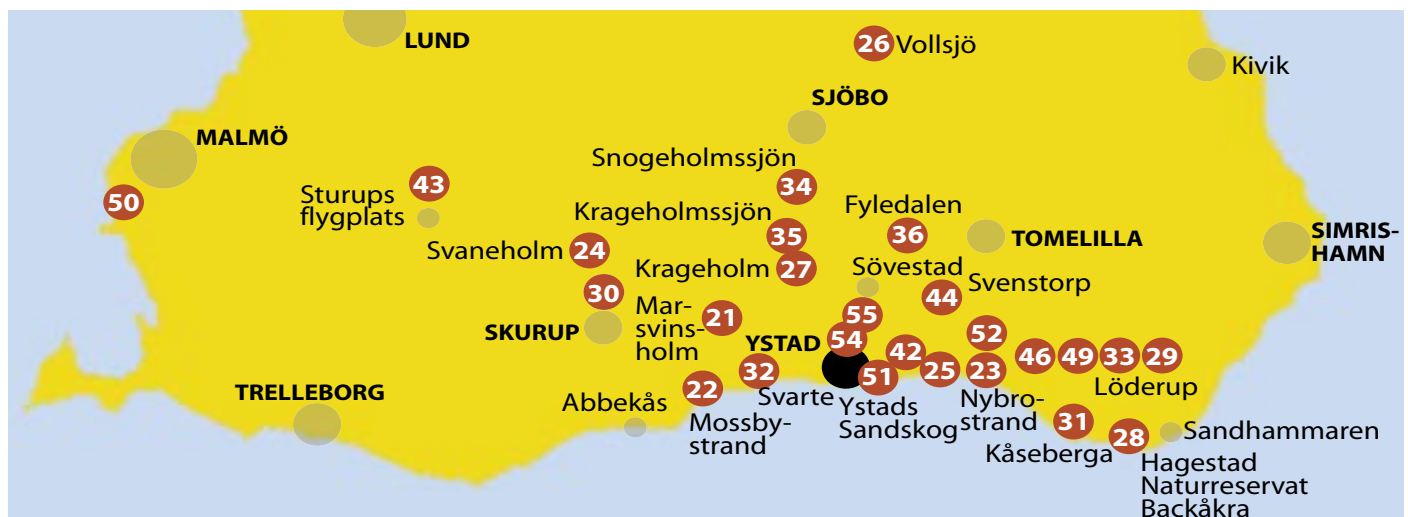 LUND
26 Vollsjö
Kivik
SJÖBO
MALMÖ
Snogeholmssjön
34
43
50
Sturups
flygplats
Krageholmssjön
35
Fyledalen
36
TOMELILLA
SIMRIS-
HAMN
Svaneholm 24
Krageholm 27
Sövestad
Svenstorp
44
30
SKURUP
Mar-
svins-
holm
21
55
YSTAD 54
52
42
46 49 33 29
Löderup
32
Svarte
51
Ystads
Sandskog
25
23
Nybro-
strand
22
Mossby-
strand
TRELLEBORG
Abbekås
31
Kåseberga
28
Sandhammaren
Hagestad
Naturreservat
Backåkra